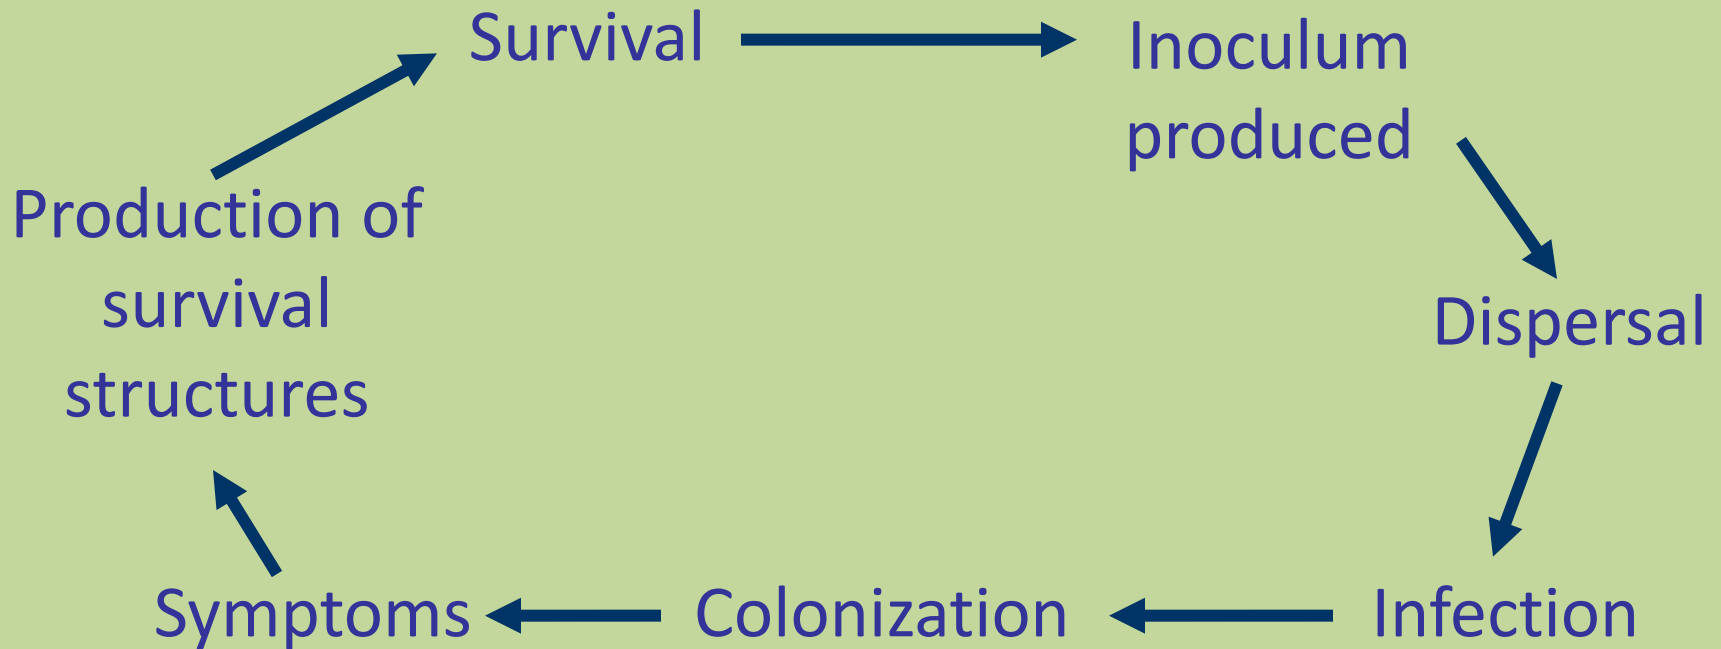 Survival
Inoculum
produced
Production of
survival
structures
Dispersal
Symptoms
Colonization
Infection